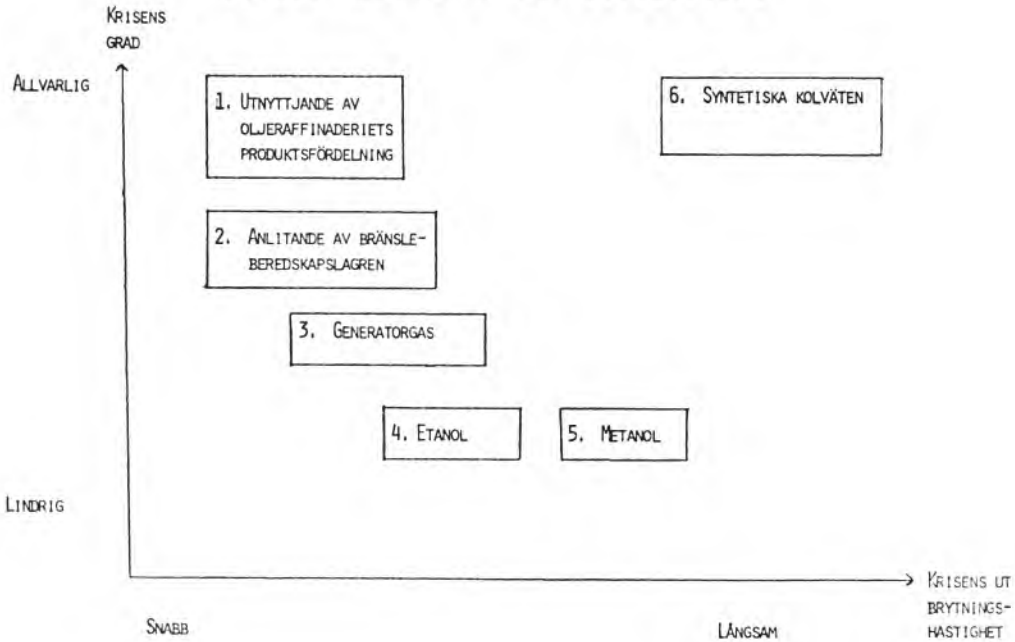 KRISENS
GRAD
ALLVARLIG
1. UTNYTTJANDE AV
OLJERAFFINADERIETS
PRODUKTSFÖRDELNING
6. SYNTETISKA KOLVÄTEN
2. ANLITANDE AV BRÄNSLE-
BEREDSKAPSLAGREN
3. GENERATORGAS
4. ETANOL
5. METANOL
LINDRIG
KRISENS UT
BRYTNINGS-
HASTIGHET
SNABB
LÅNGSAM